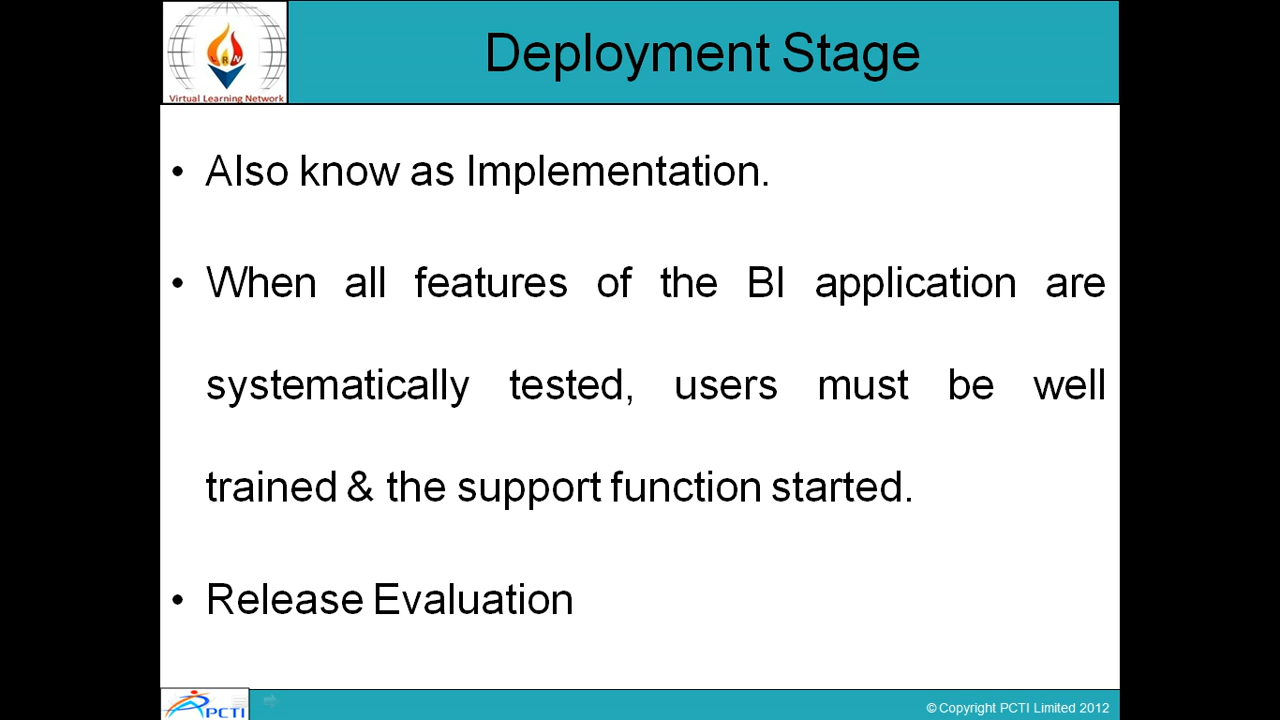 Deployment Stage
VLRN
Virtual Learning Network
• Also know as Implementation.
• When all features of the BI application are
systematically tested, users must be well
trained & the support function started.
• Release Evaluation
PCTI
© Copyright PCTI Limited 2012